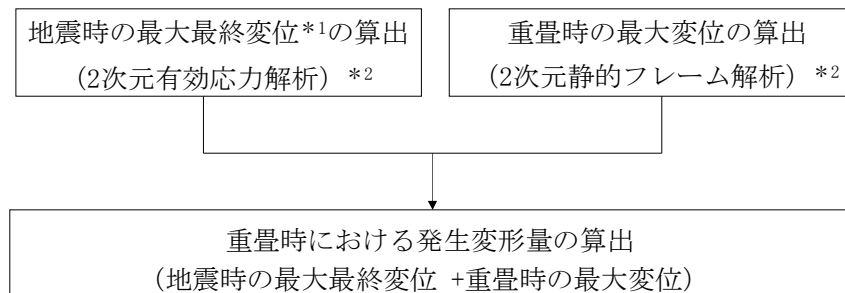 地震時の最大最終変位*1の算出
（2次元有効応力解析）*2
重畳時の最大変位の算出
（2次元静的フレーム解析）*2
重畳時における発生変形量の算出
（地震時の最大最終変位 +重畳時の最大変位）